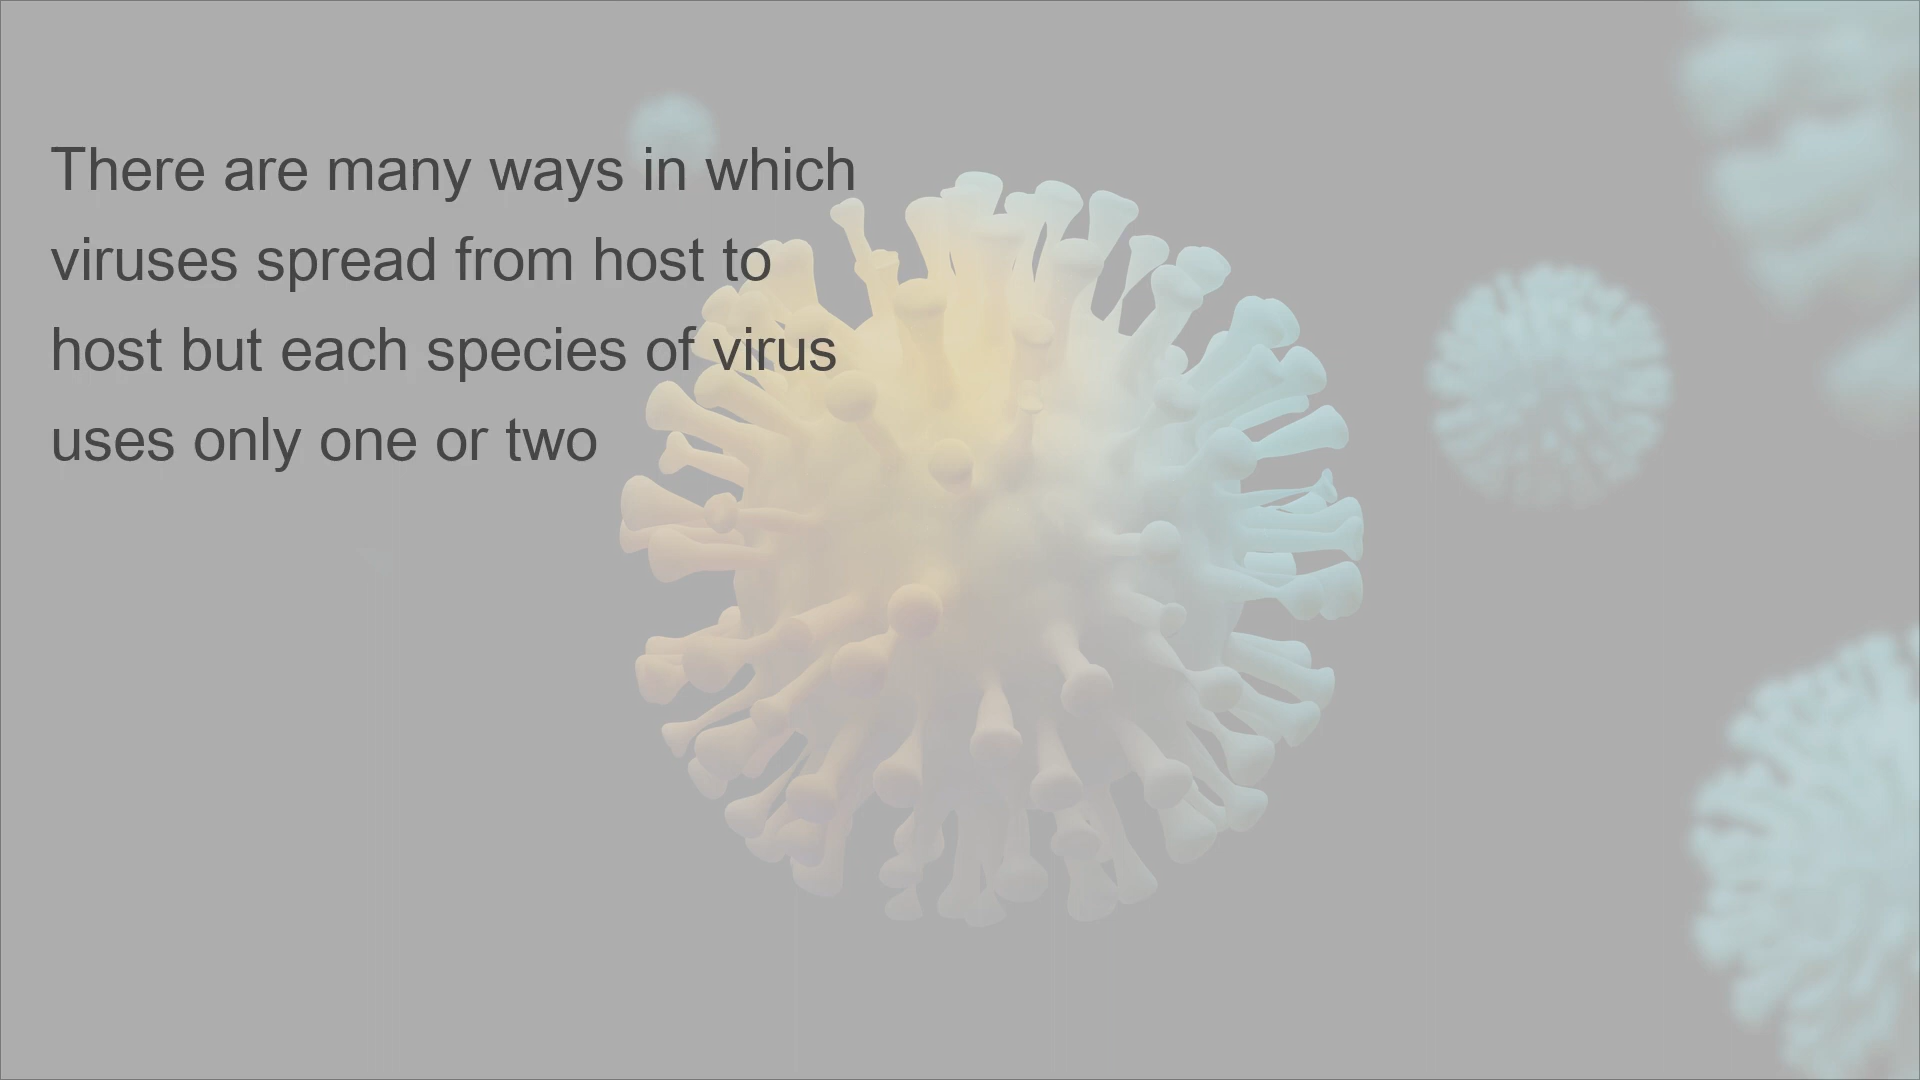 There are many ways in which
viruses spread from host to
host but each species of virus
uses only one or two